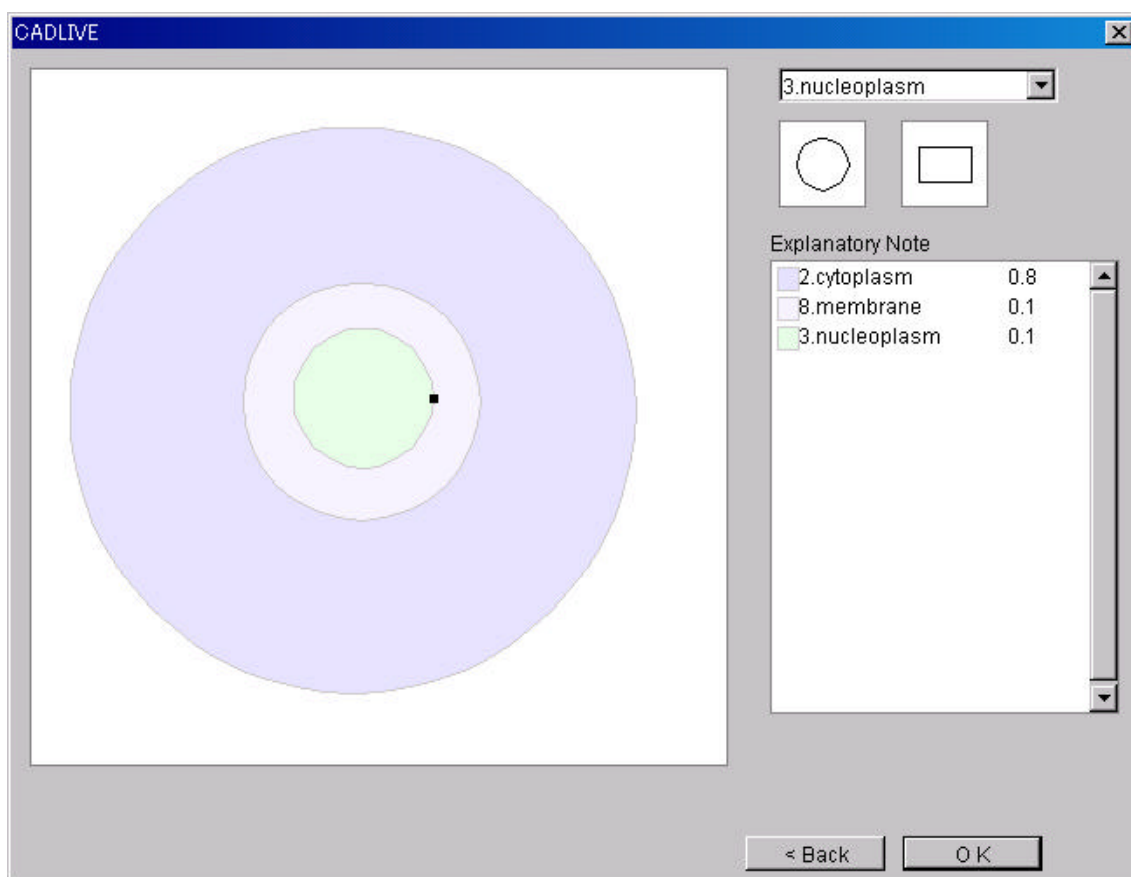 CADLIVE
3.nucleoplasm
Explanatory Note
2.cytoplasm 0.8
8.membrane 0.1
3.nucleoplasm 0.1
< Back
OK